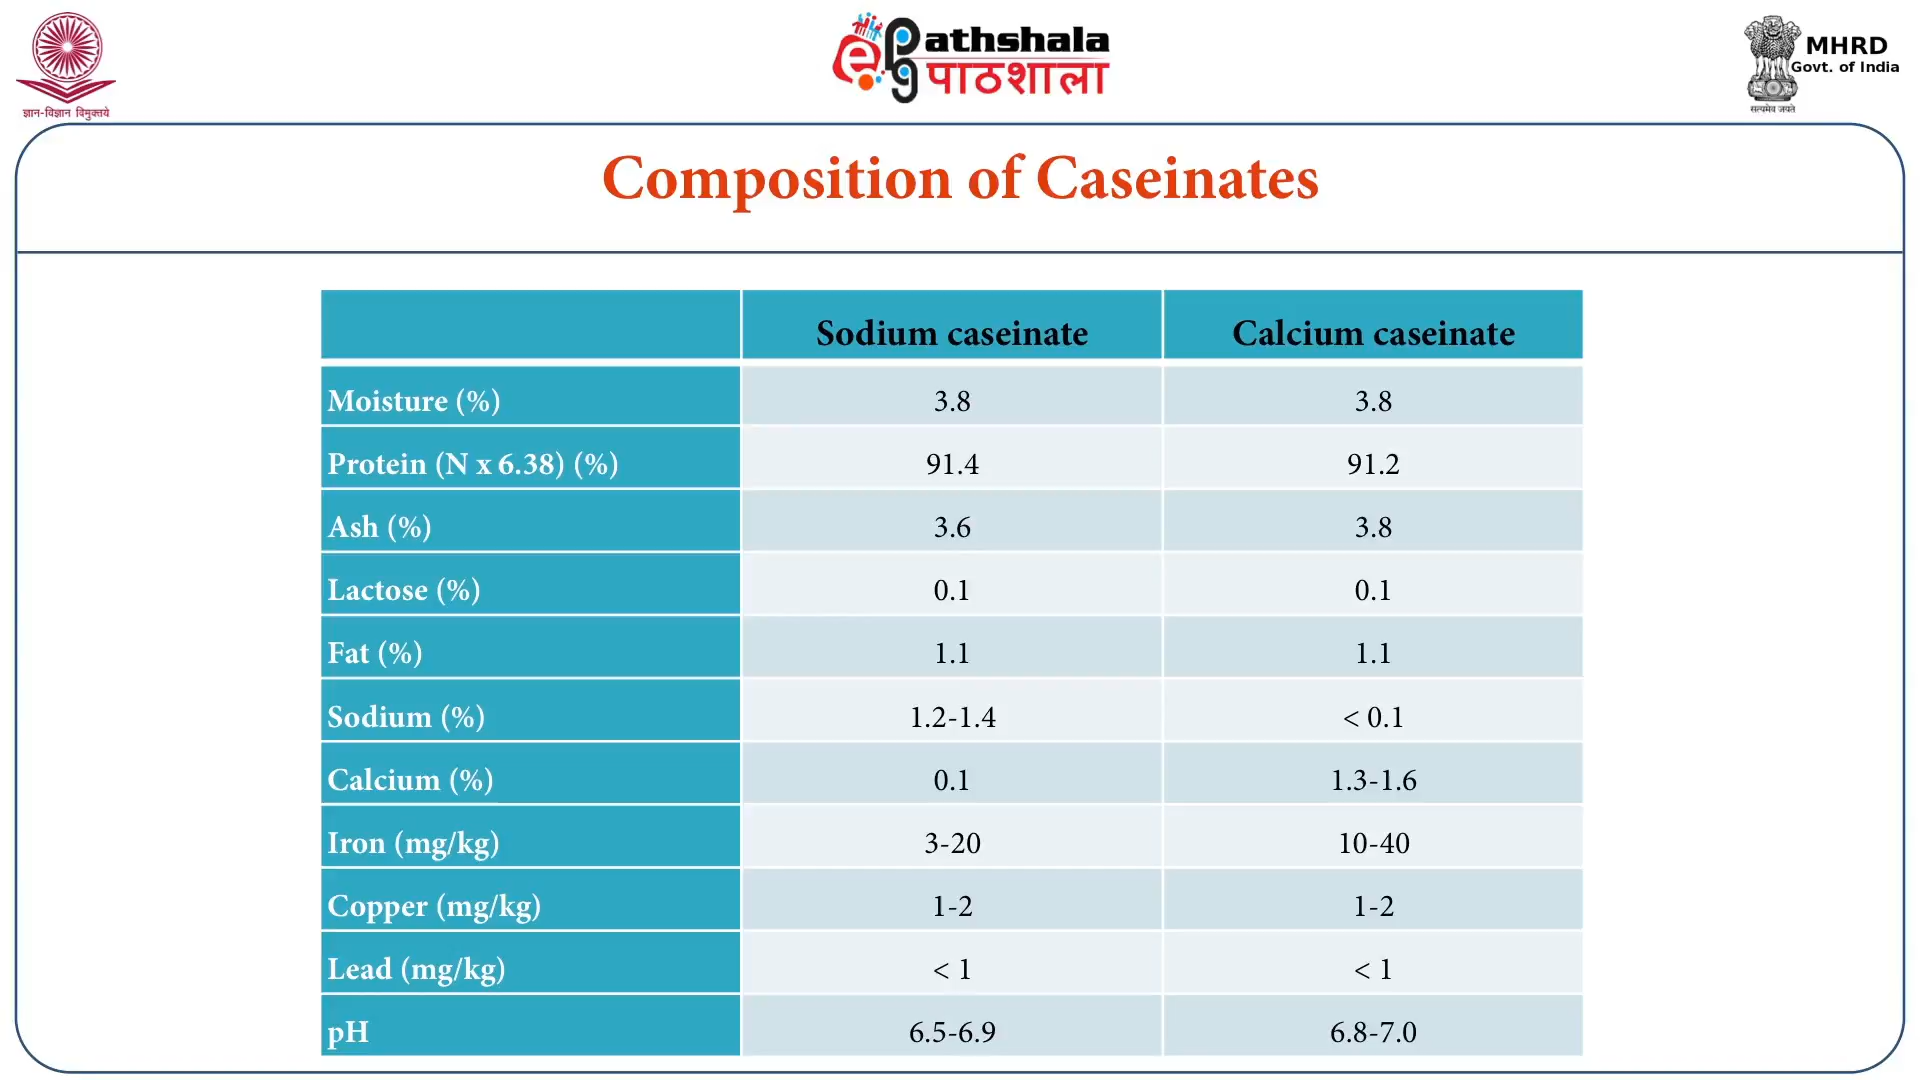 ज्ञान-विज्ञान विमुक्तये
ePathshala
पाठशाला
MHRD
Govt. of India
सत्यमेव जयते
Composition of Caseinates
Sodium caseinate Calcium caseinate
Moisture (%) 3.8 3.8
Protein (N x 6.38) (%) 91.4 91.2
Ash (%) 3.6 3.8
Lactose (%) 0.1 0.1
Fat (%) 1.1 1.1
Sodium (%) 1.2-1.4 < 0.1
Calcium (%) 0.1 1.3-1.6
Iron (mg/kg) 3-20 10-40
Copper (mg/kg) 1-2 1-2
Lead (mg/kg) < 1 < 1
pH 6.5-6.9 6.8-7.0